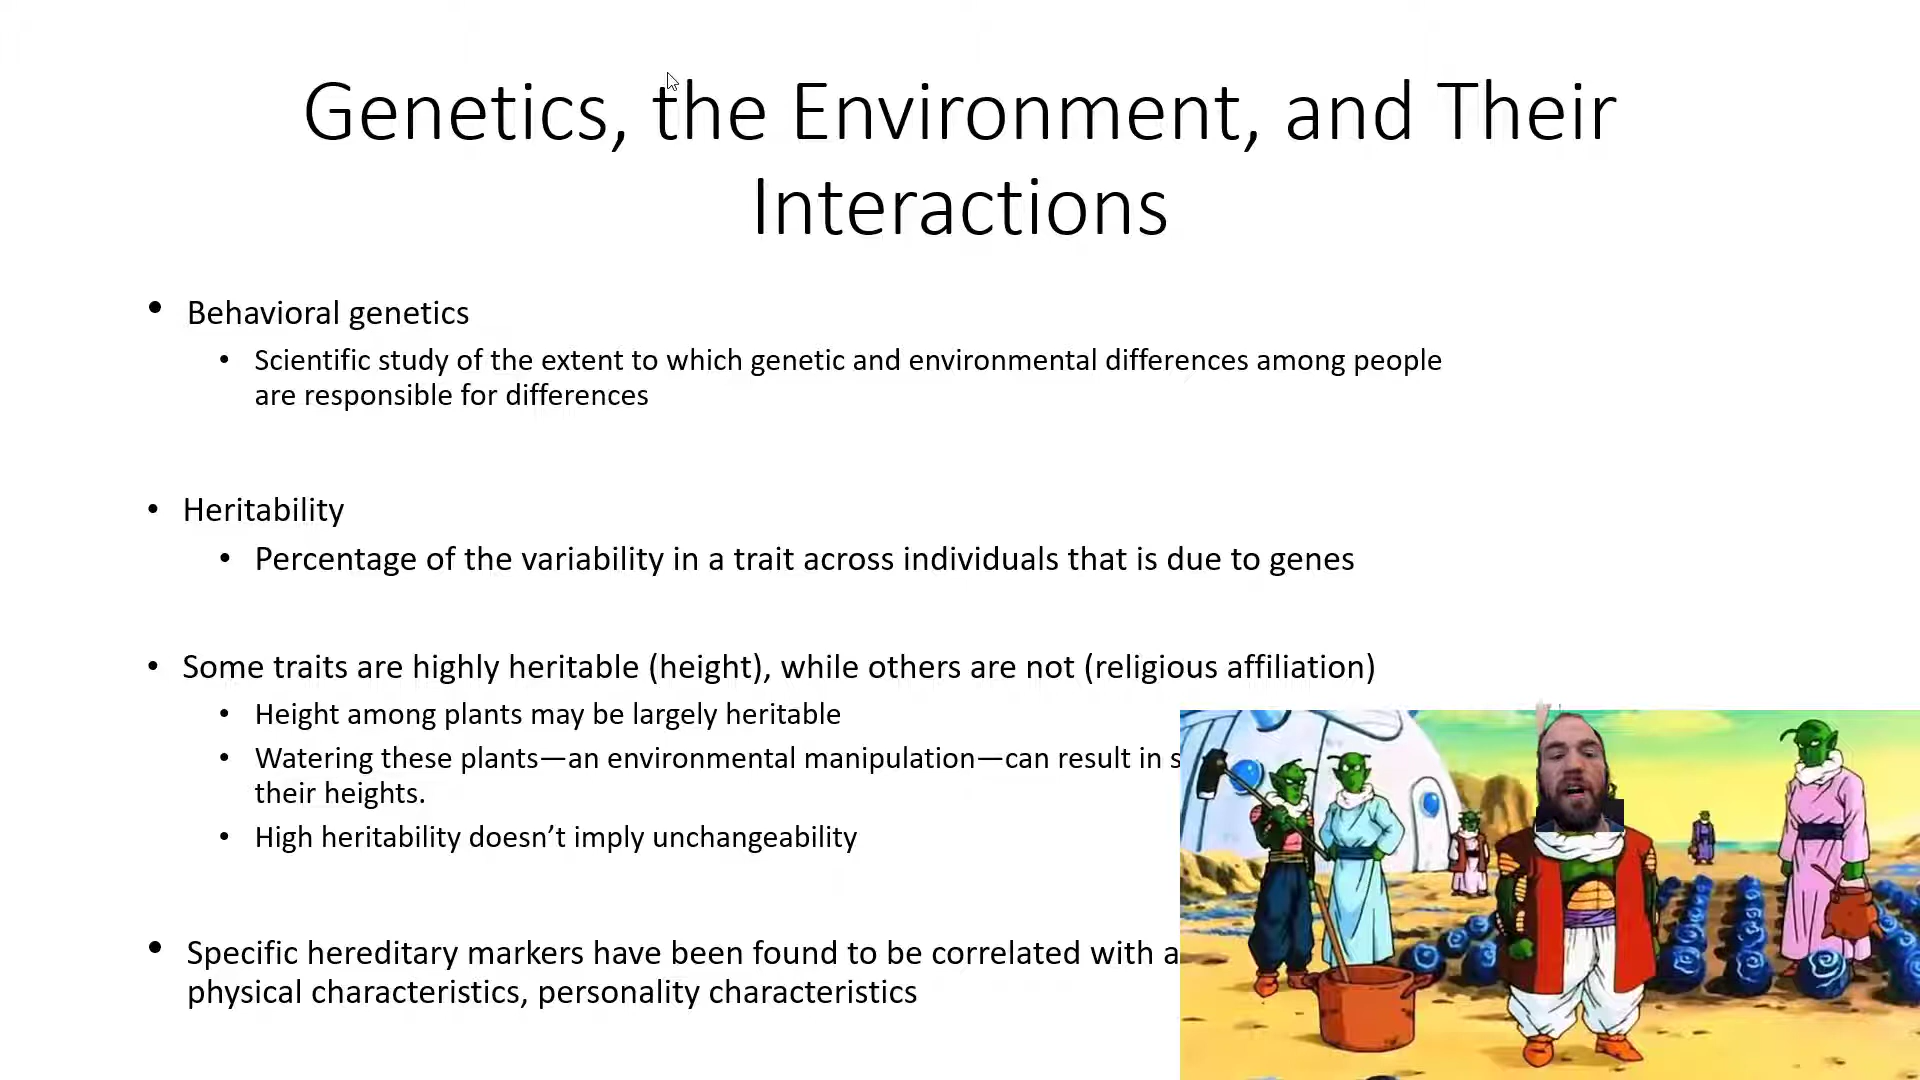 Genetics, the Environment, and Their
Interactions
• Behavioral genetics
• Scientific study of the extent to which genetic and environmental differences among people
are responsible for differences
• Heritability
• Percentage of the variability in a trait across individuals that is due to genes
• Some traits are highly heritable (height), while others are not (religious affiliation)
• Height among plants may be largely heritable
• Watering these plants—an environmental manipulation—can result in
their heights.
• High heritability doesn’t imply unchangeability
• Specific hereditary markers have been found to be correlated with
physical characteristics, personality characteristics